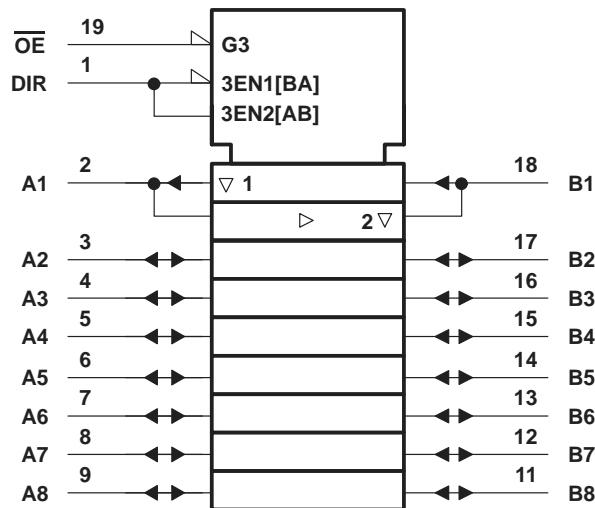 19
OE G3
1
DIR 3EN1[BA]
3EN2[AB]
2 18
A1 1 B1
2
3 17
A2 B2
4 16
A3 B3
5 15
A4 B4
6 14
A5 B5
7 13
A6 B6
8 12
A7 B7
9 11
A8 B8